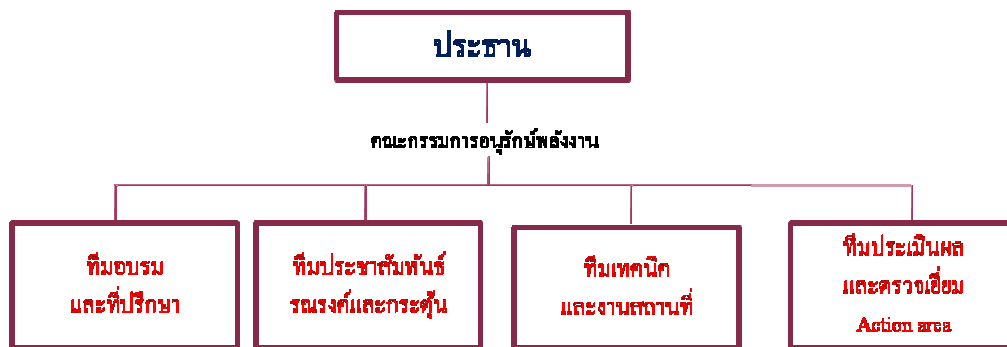 ประธาน
คณะกรรมการอนุรักษ์พลังงาน
ทีมอบรม
และที่ปรึกษา
ทีมประชาสัมพันธ์
รณรงค์และกระตุ้น
ทีมเทคนิค
และงานสถานที่
ทีมประเมินผล
และตรวจเยี่ยม
Action area